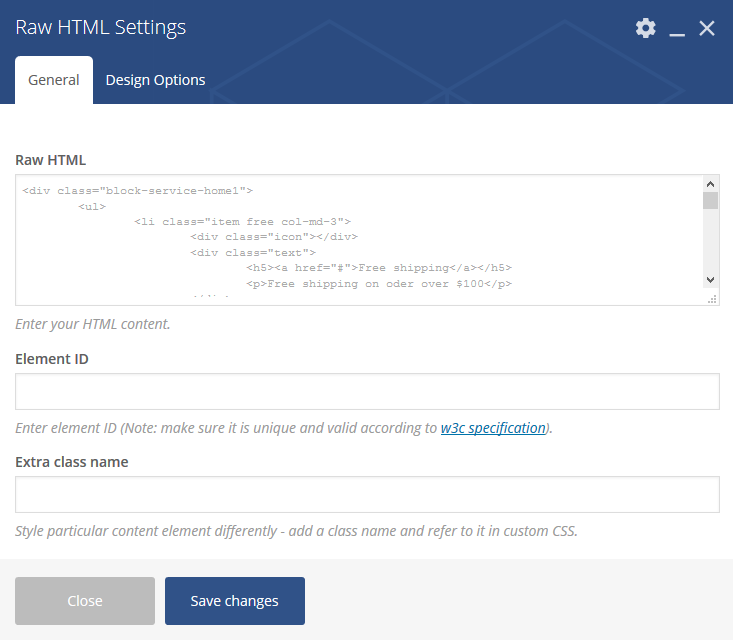 Raw HTML Settings
General Design Options
Raw HTML
<div class="block-service-home1">
<ul>
<li class="item free col-md-3">
<div class="icon"></div>
<div class="text">
<h5><a href="#">Free shipping</a></h5>
<p>Free shipping on oder over $100</p>
Enter your HTML content.
Element ID
Enter element ID (Note: make sure it is unique and valid according to w3c specification).
Extra class name
Style particular content element differently - add a class name and refer to it in custom CSS.
Close Save changes